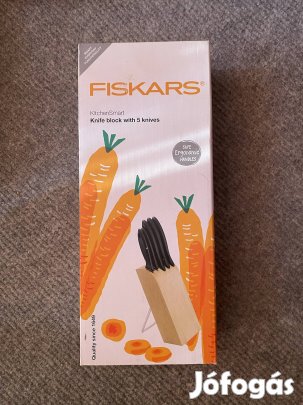 FISKARS®
KitchenSmart
Knife block with 5 knives
Quality since 1649
Jófogás